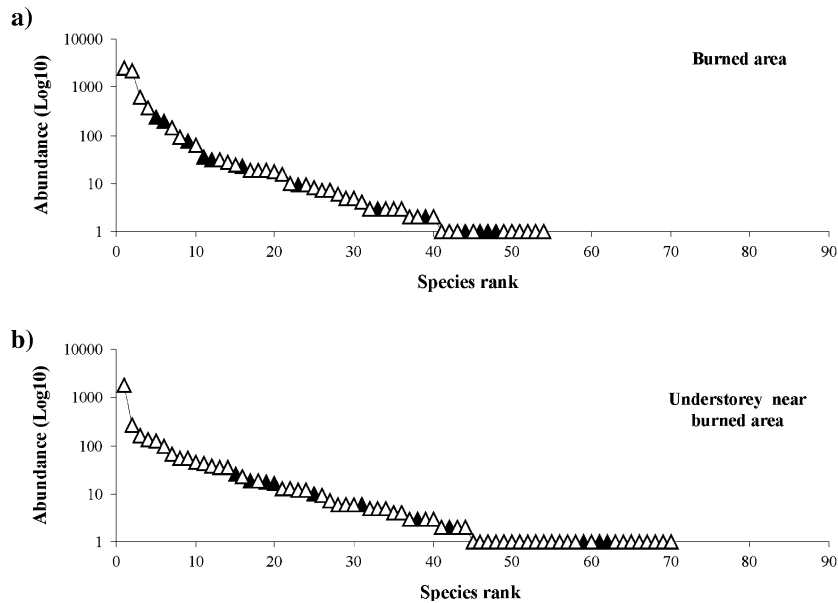 a)
Abundance (Log10)
10000
1000
100
10
1
Burned area
0 10 20 30 40 50 60 70 80 90
Species rank
b)
Abundance (Log10)
10000
1000
100
10
1
Understorey near
burned area
0 10 20 30 40 50 60 70 80 90
Species rank